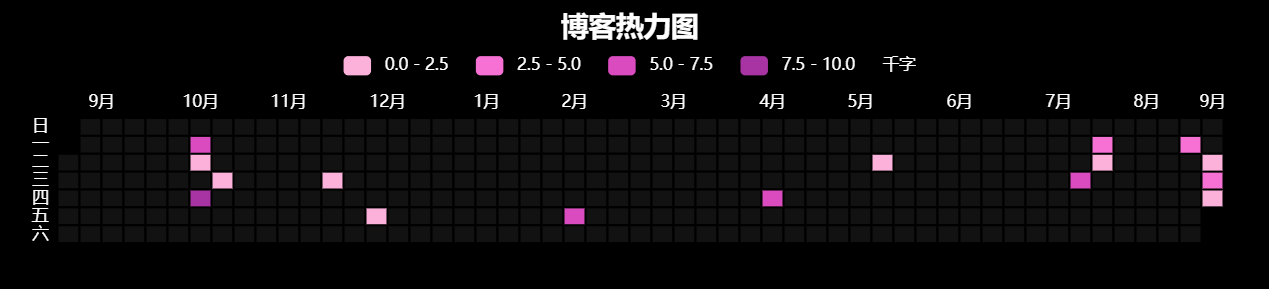 博客热力图
0.0 - 2.5 2.5 - 5.0 5.0 - 7.5 7.5 - 10.0 千字
9月 10月 11月 12月 1月 2月 3月 4月 5月 6月 7月 8月 9月
日
一
二
三
四
五
六